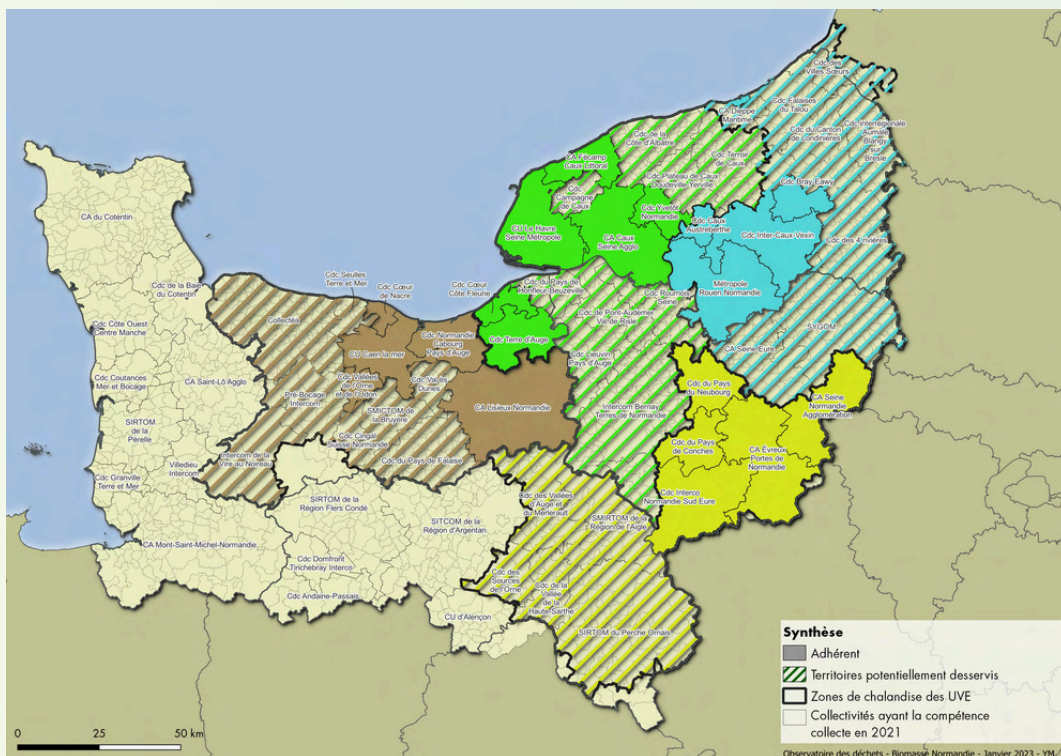 Cdc des
Villes Sœurs
CA Dieppe
Maritime
Cdc Falaises
du Talou
Cdc du Canton
de Londinières
Cdc interrégionale
Aumale
Blangy
sur
Bresle
Cdc de la
Côte d'Albâtre
Cdc Terroir
de Caux
CA Fécamp
Caux Littoral
Cdc Plateau de Caux
Doudeville Yerville
Cdc
Campagne
de Caux
Cdc Bray Eawy
Cdc Yvetot
Normandie
CU Le Havre
Seine Métropole
CA Caux
Seine Agglo
Cdc Caux
Austreberthe
Cdc Inter-Caux-Vexin
Cdc des 4 rivières
Métropole
Rouen Normandie
CA du Cotentin
Cdc de la Baie
du Cotentin
Cdc Seulles
Terre et Mer
Cdc Cœur
de Nacre
Cdc Cœur
Côte Fleurie
Cdc du Pays de
Honfleur-Beuzeville
Cdc Roumois
Seine
Cdc de Pont-Audemer
Val de Risle
SYGOM
Collectéa
Cdc Côte Ouest
Centre Manche
Cdc Normandie
Cabourg
Pays d'Auge
Cdc Terre d'Auge
CU Caen la mer
CA Seine Eure
Cdc Lieuvin
Pays d'Auge
Cdc Coutances
Mer et Bocage
CA Saint-Lô Agglo
Pré-Bocage
Intercom
Cdc Vallées
de l'Orne
et de l'Odon
Cdc Val ès
Dunes
SMICTOM de
la Bruyère
CA Lisieux Normandie
Intercom Bernay
Terres de Normandie
Cdc du Pays
du Neubourg
CA Seine
Normandie
Agglomération
SIRTOM
de la
Pérelle
Cdc Cingal
Suisse Normande
Cdc du Pays
de Conches
CA Évreux
Portes de
Normandie
Intercom de la
Vire au Noireau
Cdc du Pays de Falaise
Villedieu
Intercom
Cdc Granville
Terre et Mer
Cdc Interco
Normandie Sud Eure
SIRTOM de la
Région Flers Condé
Cdc des Vallées
d'Auge et
du Merlerault
SMIRTOM de la
Région de l'Aigle
SITCOM de la
Région d'Argentan
CA Mont-Saint-Michel-Normandie
Cdc Domfront
Tinchebray Interco
Cdc Andaine-Passais
Cdc des
Sources
de l'Orne
Cdc de la
Vallée
de la
Haute Sarthe
CU d'Alençon
SIRTOM du Perche Ornais
Synthèse
Adhérent
Territoires potentiellement desservis
Zones de chalandise des UVE
Collectivités ayant la compétence
collecte en 2021
0 25 50 km
Observatoire des déchets - Biomasse Normandie - Janvier 2023 - YM